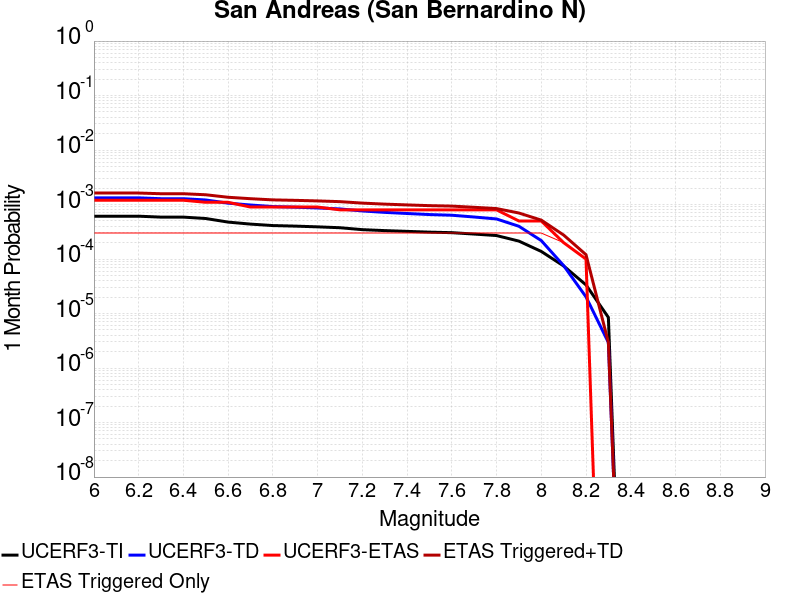 San Andreas (San Bernardino N)
10^0
10^-1
10^-2
10^-3
10^-4
10^-5
10^-6
10^-7
10^-8
1 Month Probability
6 6.2 6.4 6.6 6.8 7 7.2 7.4 7.6 7.8 8 8.2 8.4 8.6 8.8 9
Magnitude
UCERF3-TI UCERF3-TD UCERF3-ETAS ETAS Triggered+TD
ETAS Triggered Only